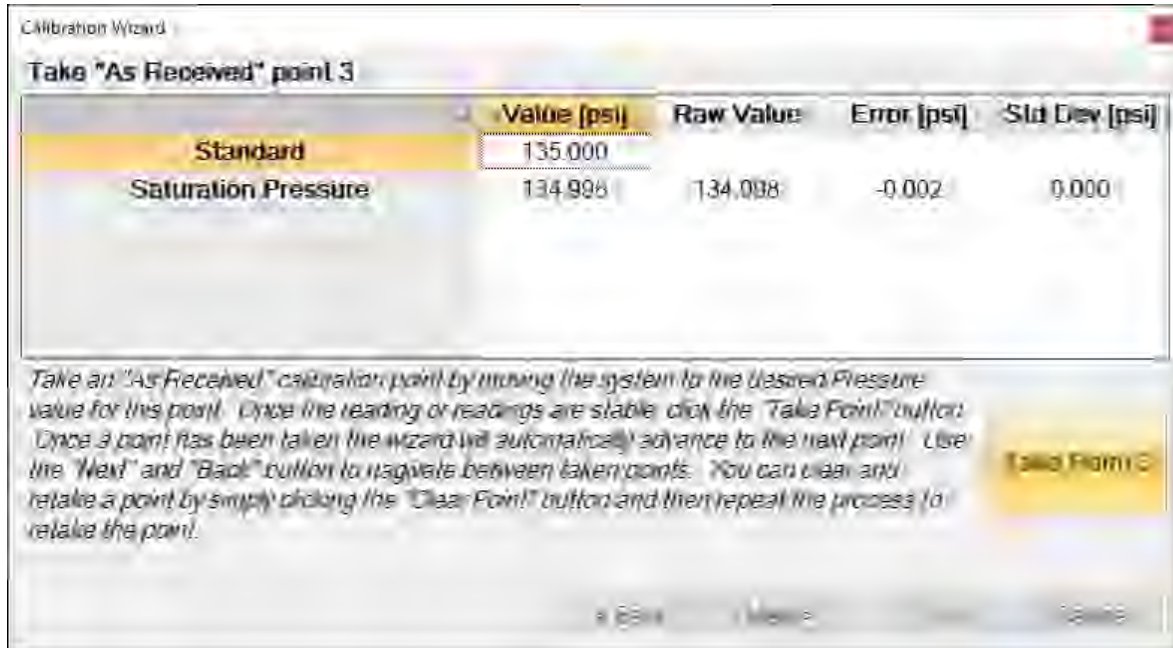 Calibration Wizard
Take "As Received" point 3
Value [psi] Raw Value Error [psi] Std Dev [psi]
Standard 135.000
Saturation Pressure -0.002 0.000
Take an "As Received" calibration point by moving the system to the desired Pressure
value for this point. Once the reading or readings are stable click the "Take Point" button.
Once a point has been taken the wizard will automatically advance to the next point. Use
the "Next" and "Back" button to navigate between taken points. You can clear and
retake a point by simply clicking the "Clear Point" button and then repeat the process to
retake the point.
Take Point 3
< Back